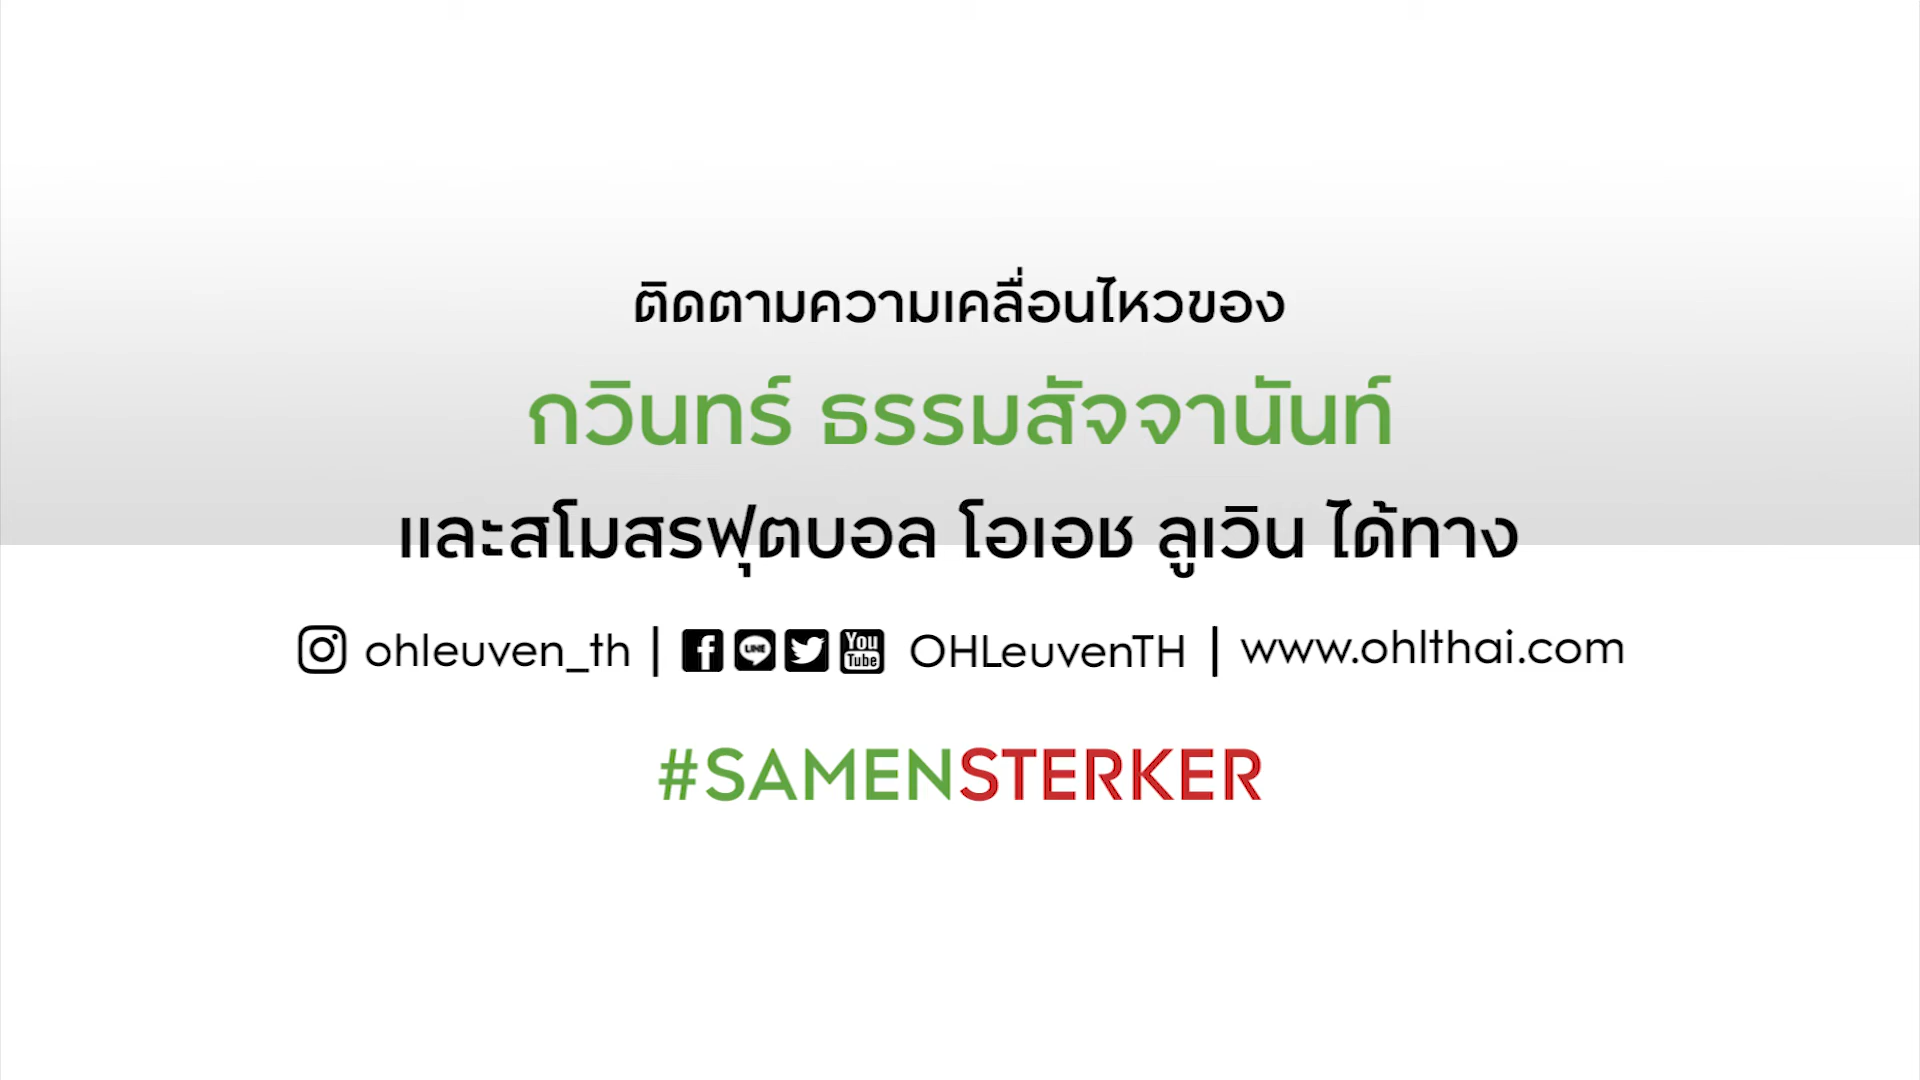 ติดตามความเคลื่อนไหวของ
กวินทร์ ธรรมสัจจานันท์
และสโมสรฟุตบอล โอเอช ลูเวิน ได้ทาง
ohleuven_th | f LINE You Tube OHLeuvenTH | www.ohlthai.com
#SAMENSTERKER